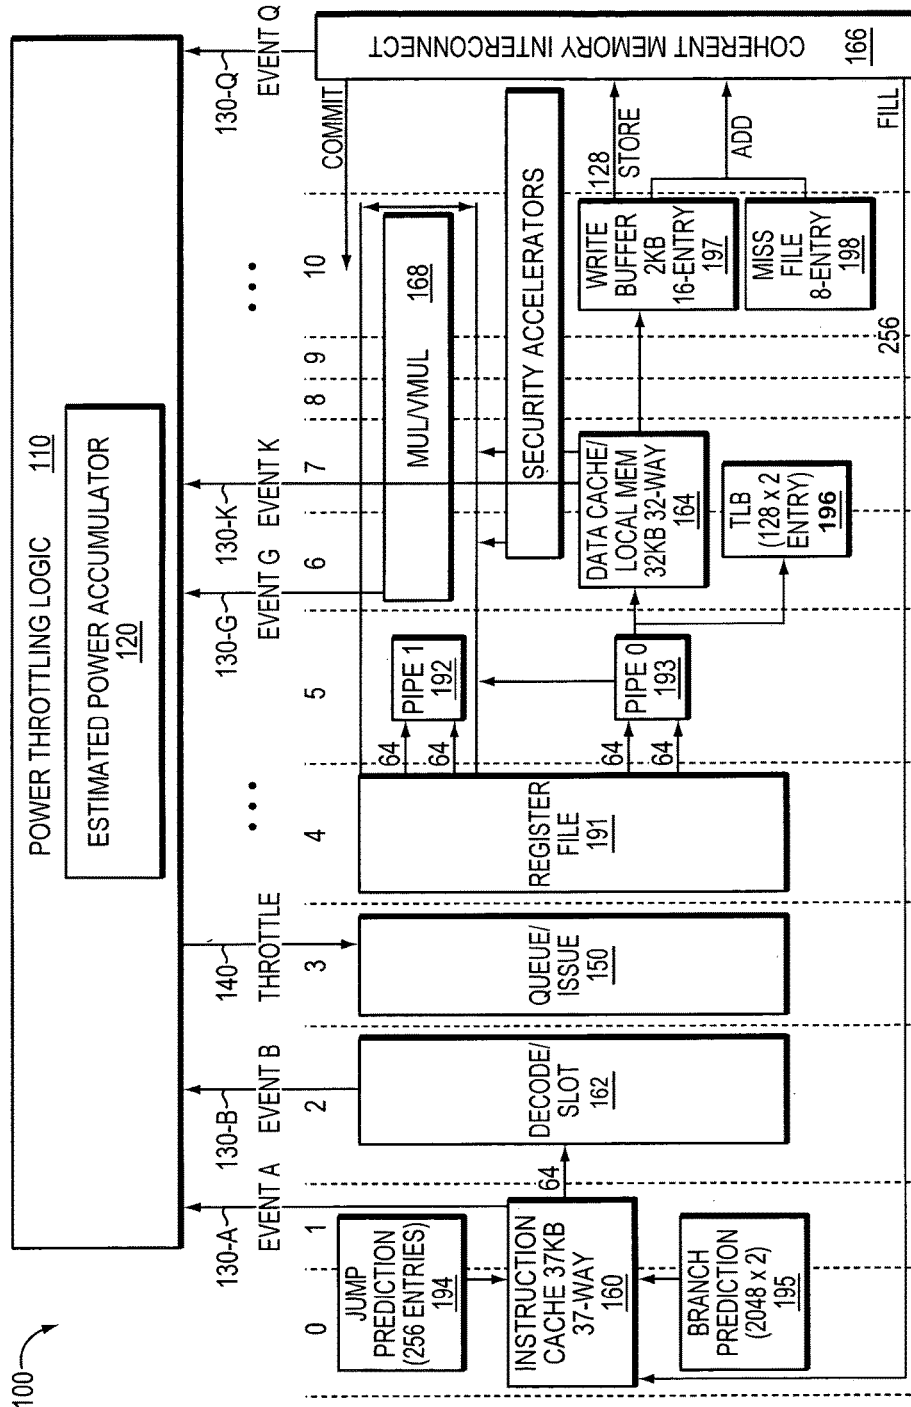 100
POWER THROTTLING LOGIC 110
ESTIMATED POWER ACCUMULATOR
120
130-A
130-B
140
130-G
130-K
130-Q
EVENT A
EVENT B
THROTTLE
EVENT G
EVENT K
EVENT Q
0
1
2
3
4
• • •
5
6
7
8
9
10
• • •
COMMIT
JUMP
PREDICTION
(256 ENTRIES)
194
INSTRUCTION
CACHE 37KB
37-WAY
160
BRANCH
PREDICTION
(2048 x 2)
195
64
DECODE/
SLOT
162
QUEUE/
ISSUE
150
REGISTER
FILE
191
64
64
64
64
PIPE 1
192
PIPE 0
193
MUL/VMUL 168
SECURITY ACCELERATORS
DATA CACHE/
LOCAL MEM
32KB 32-WAY
164
TLB
(128 x 2
ENTRY)
196
WRITE
BUFFER
2KB
16-ENTRY
197
MISS
FILE
8-ENTRY
198
128
STORE
ADD
256
FILL
COHERENT MEMORY INTERCONNECT 166